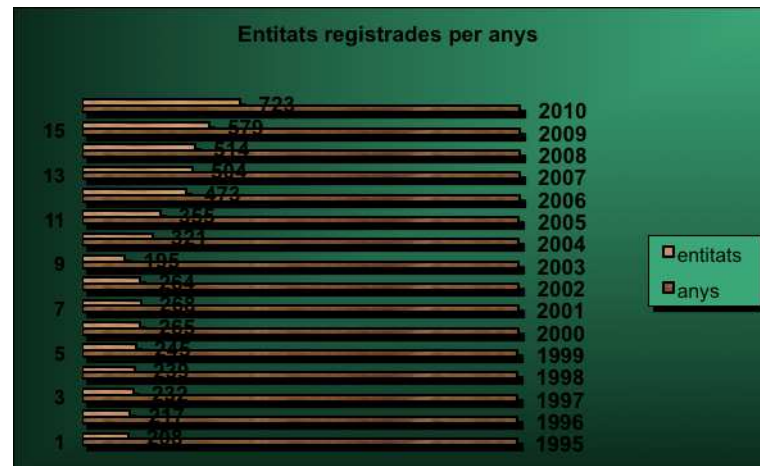 Entitats registrades per anys
723 2010
15 579 2009
514 2008
13 504 2007
473 2006
11 355 2005
321 2004
9 195 2003
264 2002
7 268 2001
265 2000
5 245 1999
239 1998
3 232 1997
217 1996
1 208 1995
entitats
anys